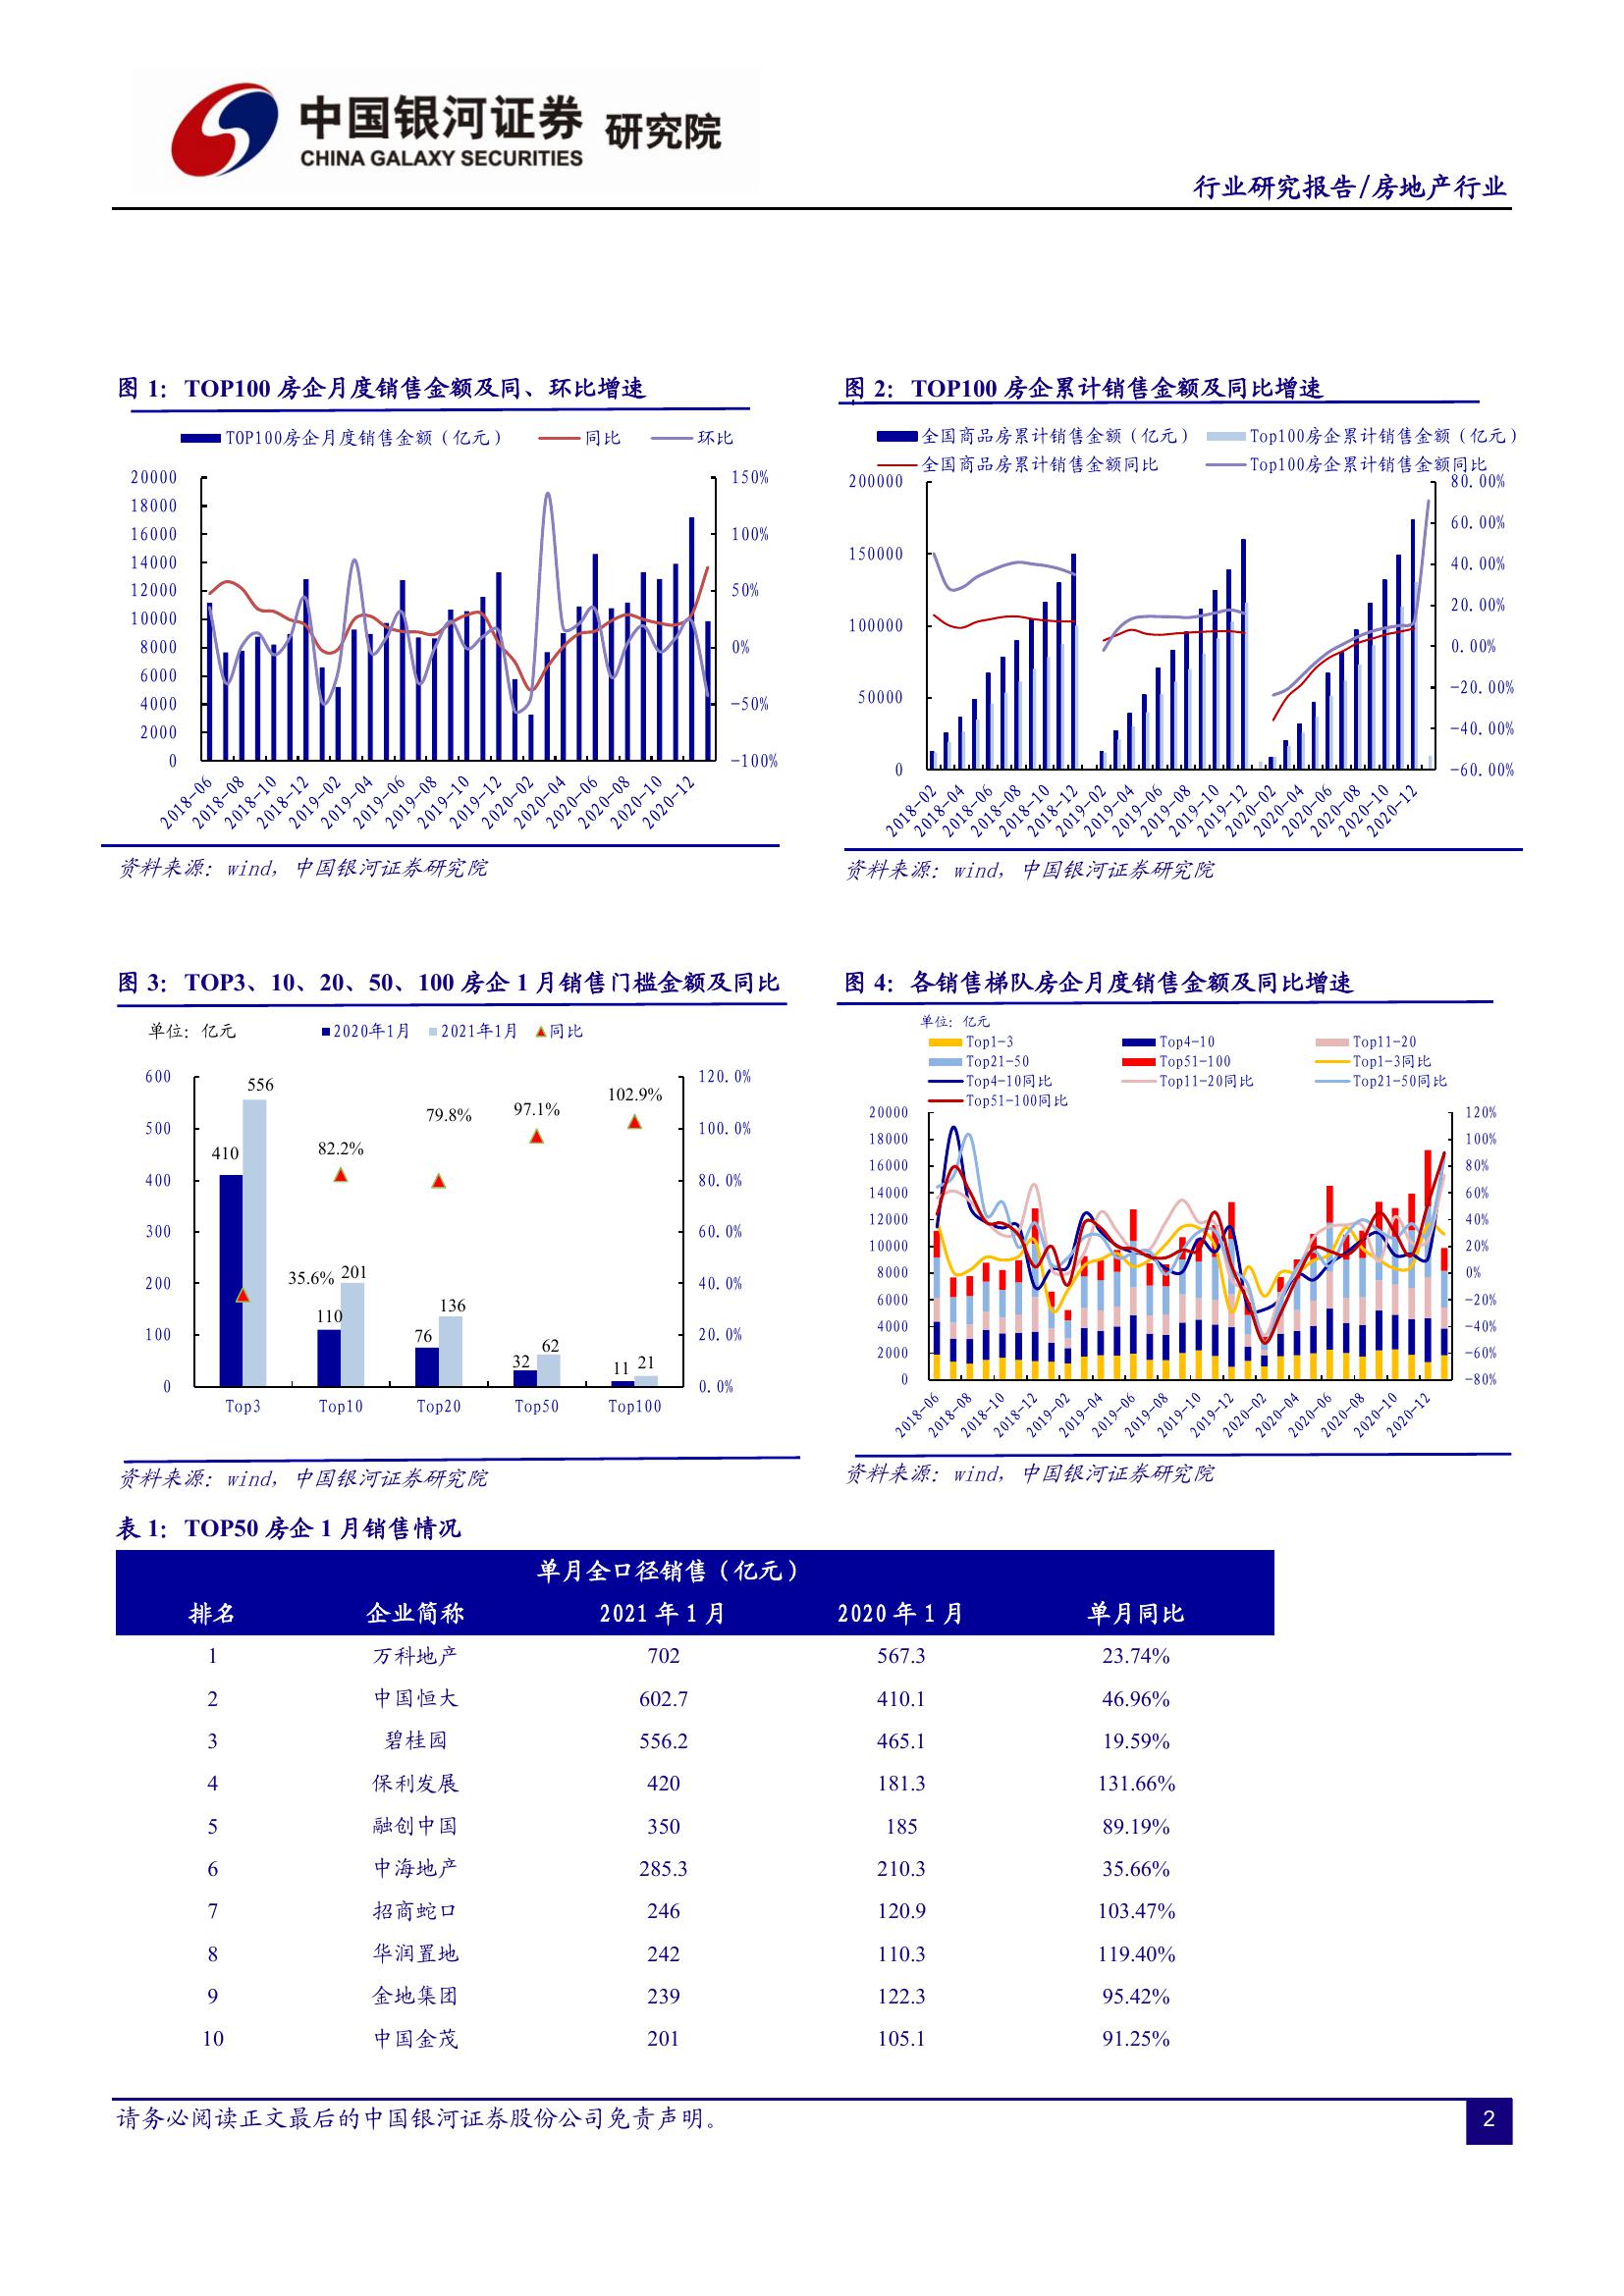 中国银河证券 研究院
CHINA GALAXY SECURITIES
行业研究报告/房地产行业
图 1：TOP100 房企月度销售金额及同、环比增速
TOP100房企月度销售金额（亿元） 同比 环比
20000 150%
18000
16000 100%
14000
12000 50%
10000
8000 0%
6000
4000 -50%
2000
0 -100%
2018-06 2018-08 2018-10 2018-12 2019-02 2019-04 2019-06 2019-08 2019-10 2019-12 2020-02 2020-04 2020-06 2020-08 2020-10 2020-12
资料来源：wind，中国银河证券研究院
图 2：TOP100 房企累计销售金额及同比增速
全国商品房累计销售金额（亿元） Top100房企累计销售金额（亿元）
全国商品房累计销售金额同比 Top100房企累计销售金额同比
200000 80.00%
60.00%
150000 40.00%
100000 20.00%
0.00%
50000 -20.00%
-40.00%
0 -60.00%
2018-02 2018-04 2018-06 2018-08 2018-10 2018-12 2019-02 2019-04 2019-06 2019-08 2019-10 2019-12 2020-02 2020-04 2020-06 2020-08 2020-10 2020-12
资料来源：wind，中国银河证券研究院
图 3：TOP3、10、20、50、100 房企 1 月销售门槛金额及同比
单位：亿元 2020年1月 2021年1月 同比
600 556 120.0%
500 410 82.2% 79.8% 97.1% 102.9% 100.0%
400 80.0%
300 60.0%
200 35.6% 201 40.0%
100 110 76 136 32 62 11 21 20.0%
0 0.0%
Top3 Top10 Top20 Top50 Top100
资料来源：wind，中国银河证券研究院
图 4：各销售梯队房企月度销售金额及同比增速
单位：亿元
Top1-3 Top4-10 Top11-20
Top21-50 Top51-100 Top1-3同比
Top4-10同比 Top11-20同比 Top21-50同比
Top51-100同比
20000 120%
18000 100%
16000 80%
14000 60%
12000 40%
10000 20%
8000 0%
6000 -20%
4000 -40%
2000 -60%
0 -80%
2018-06 2018-08 2018-10 2018-12 2019-02 2019-04 2019-06 2019-08 2019-10 2019-12 2020-02 2020-04 2020-06 2020-08 2020-10 2020-12
资料来源：wind，中国银河证券研究院
表 1：TOP50 房企 1 月销售情况
单月全口径销售（亿元）
排名 企业简称 2021 年 1 月 2020 年 1 月 单月同比
1 万科地产 702 567.3 23.74%
2 中国恒大 602.7 410.1 46.96%
3 碧桂园 556.2 465.1 19.59%
4 保利发展 420 181.3 131.66%
5 融创中国 350 185 89.19%
6 中海地产 285.3 210.3 35.66%
7 招商蛇口 246 120.9 103.47%
8 华润置地 242 110.3 119.40%
9 金地集团 239 122.3 95.42%
10 中国金茂 201 105.1 91.25%
请务必阅读正文最后的中国银河证券股份公司免责声明。
2